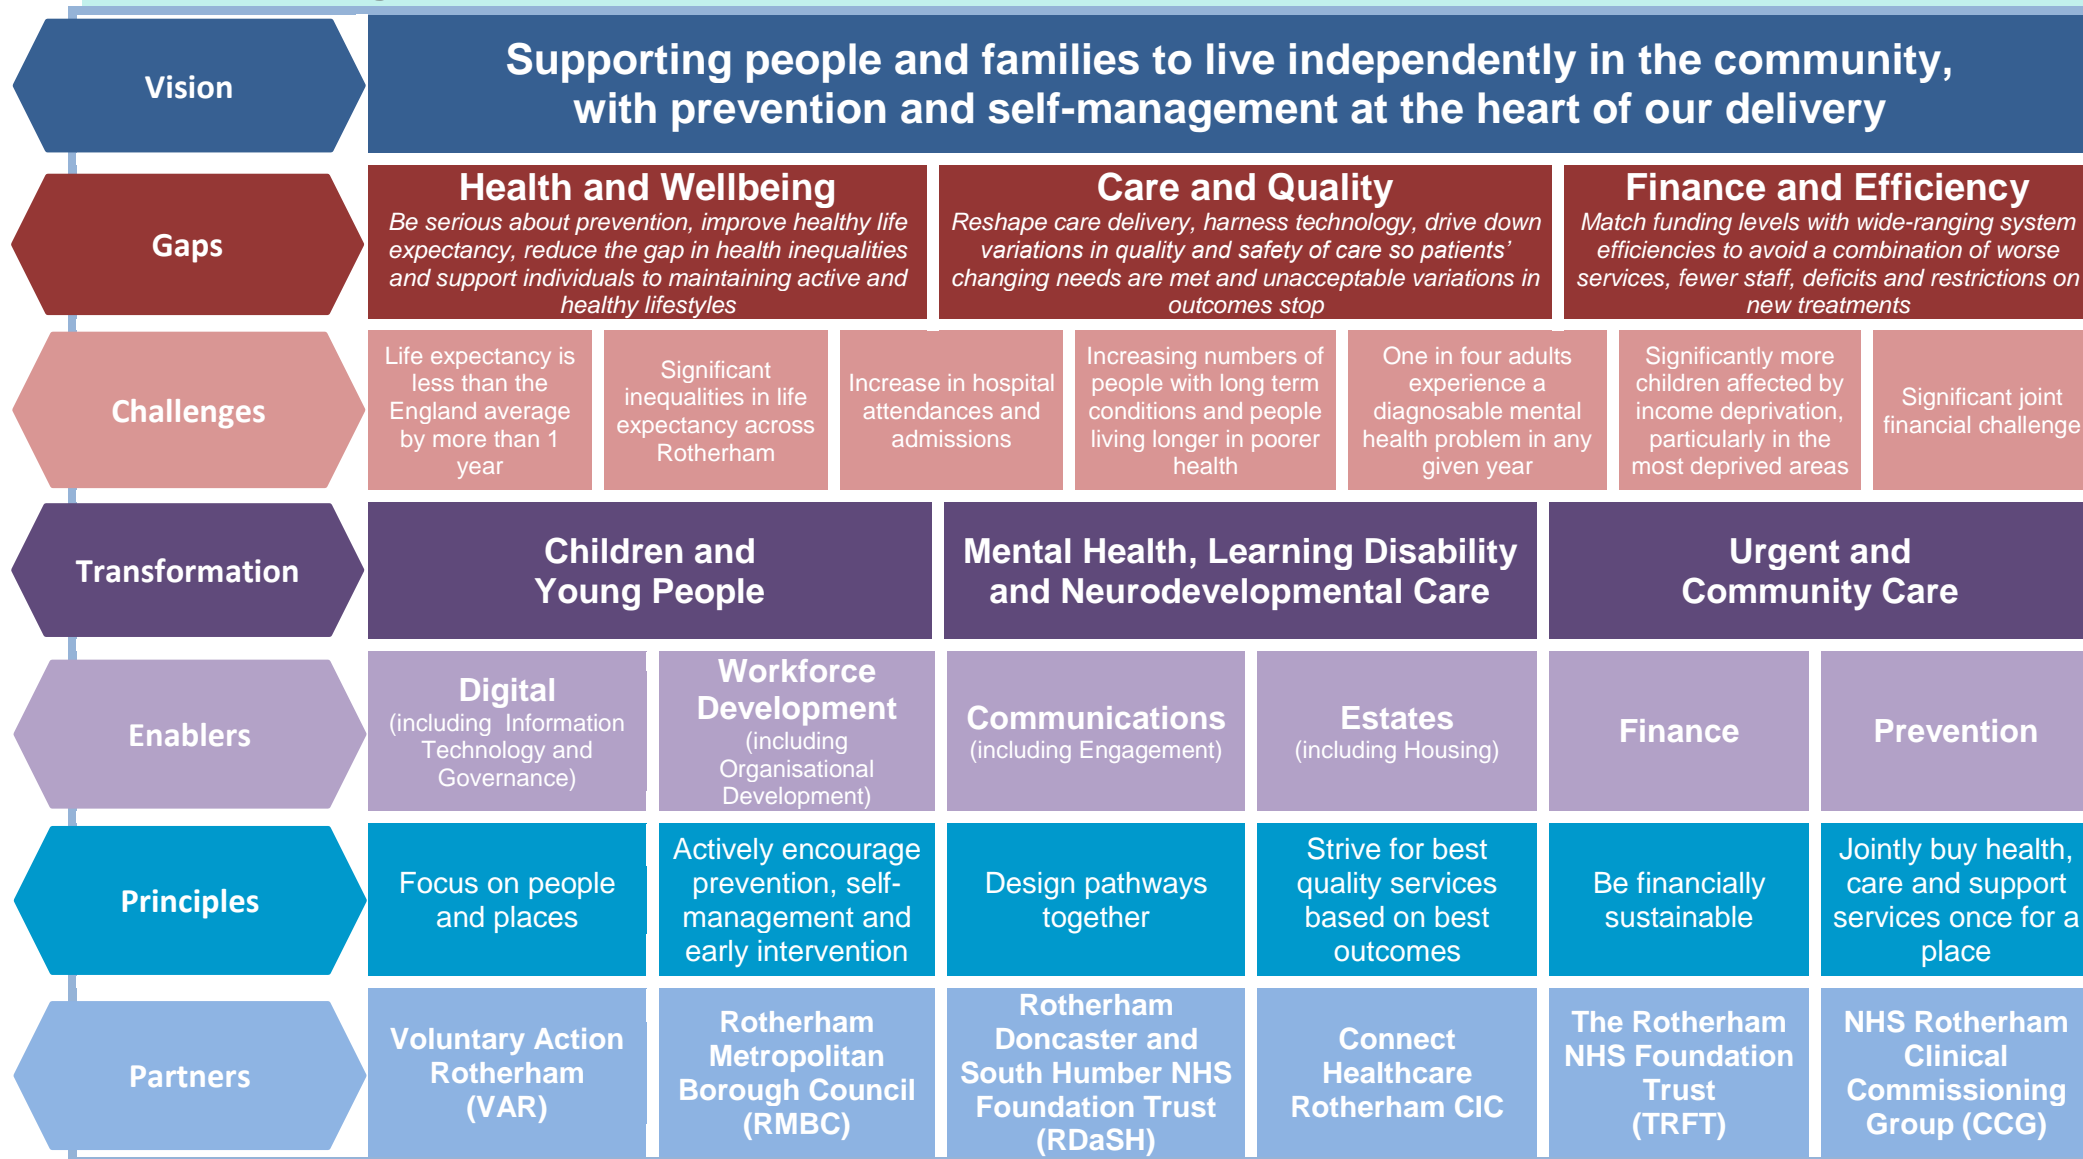 Vision
Supporting people and families to live independently in the community,
with prevention and self-management at the heart of our delivery
Gaps
Health and Wellbeing
Be serious about prevention, improve healthy life
expectancy, reduce the gap in health inequalities
and support individuals to maintaining active and
healthy lifestyles
Care and Quality
Reshape care delivery, harness technology, drive down
variations in quality and safety of care so patients’
changing needs are met and unacceptable variations in
outcomes stop
Finance and Efficiency
Match funding levels with wide-ranging system
efficiencies to avoid a combination of worse
services, fewer staff, deficits and restrictions on
new treatments
Challenges
Life expectancy is
less than the
England average
by more than 1
year
Significant
inequalities in life
expectancy across
Rotherham
Increase in hospital
attendances and
admissions
Increasing numbers of
people with long term
conditions and people
living longer in poorer
health
One in four adults
experience a
diagnosable mental
health problem in any
given year
Significantly more
children affected by
income deprivation,
particularly in the
most deprived areas
Significant joint
financial challenge
Transformation
Children and
Young People
Mental Health, Learning Disability
and Neurodevelopmental Care
Urgent and
Community Care
Enablers
Digital
(including Information
Technology and
Governance)
Workforce
Development
(including
Organisational
Development)
Communications
(including Engagement)
Estates
(including Housing)
Finance
Prevention
Principles
Focus on people
and places
Actively encourage
prevention, self-
management and
early intervention
Design pathways
together
Strive for best
quality services
based on best
outcomes
Be financially
sustainable
Jointly buy health,
care and support
services once for a
place
Partners
Voluntary Action
Rotherham
(VAR)
Rotherham
Metropolitan
Borough Council
(RMBC)
Rotherham
Doncaster and
South Humber NHS
Foundation Trust
(RDaSH)
Connect
Healthcare
Rotherham CIC
The Rotherham
NHS Foundation
Trust
(TRFT)
NHS Rotherham
Clinical
Commissioning
Group (CCG)